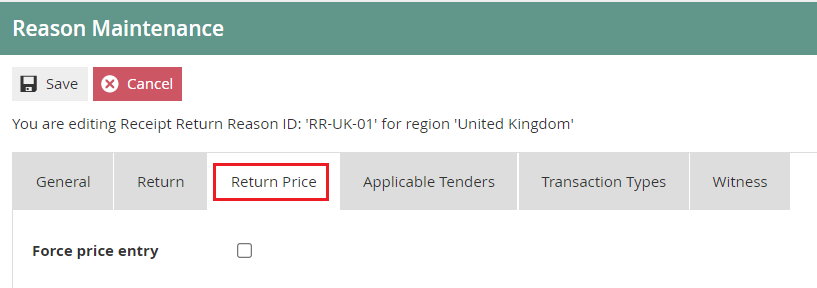 Reason Maintenance
Save Cancel
You are editing Receipt Return Reason ID: 'RR-UK-01' for region 'United Kingdom'
General Return Return Price Applicable Tenders Transaction Types Witness
Force price entry